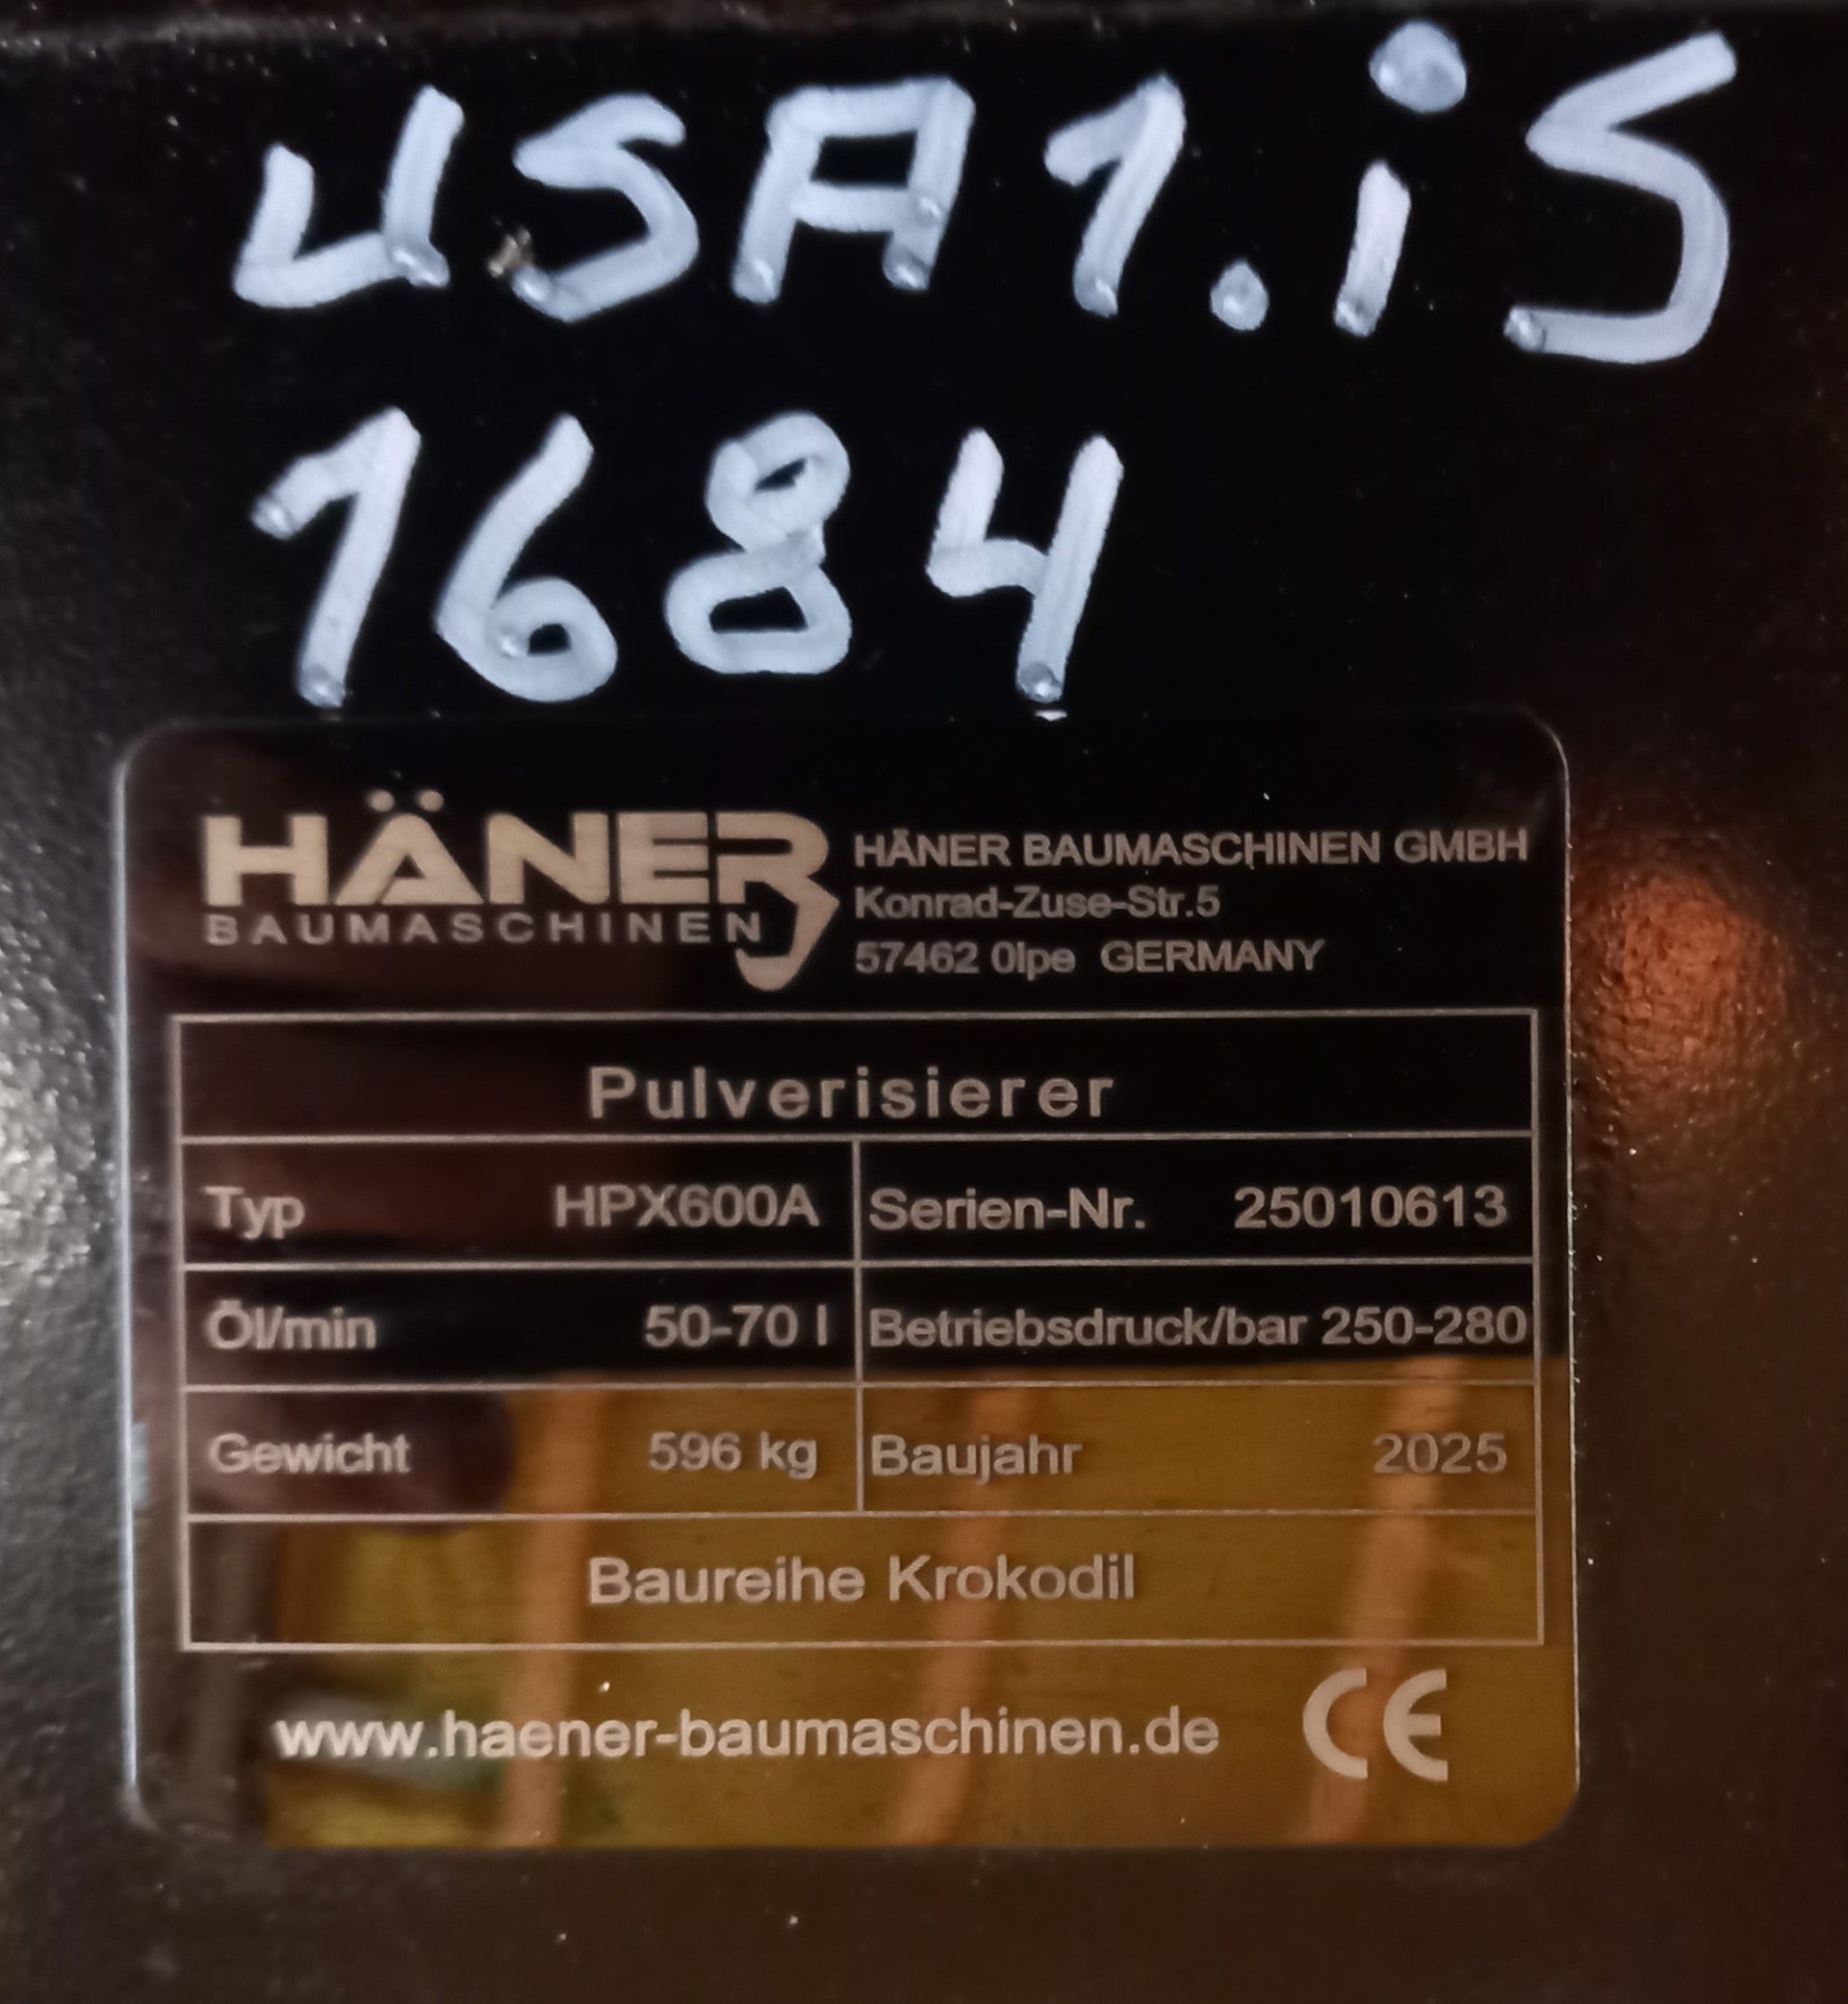 USA1.iS
1684
HÄNER
BAUMASCHINEN
HÄNER BAUMASCHINEN GMBH
Konrad-Zuse-Str.5
57462 Olpe GERMANY
Pulverisierer
Typ HPX600A Serien-Nr. 25010613
Öl/min 50-70 l Betriebsdruck/bar 250-280
Gewicht 596 kg Baujahr 2025
Baureihe Krokodil
www.haener-baumaschinen.de CE